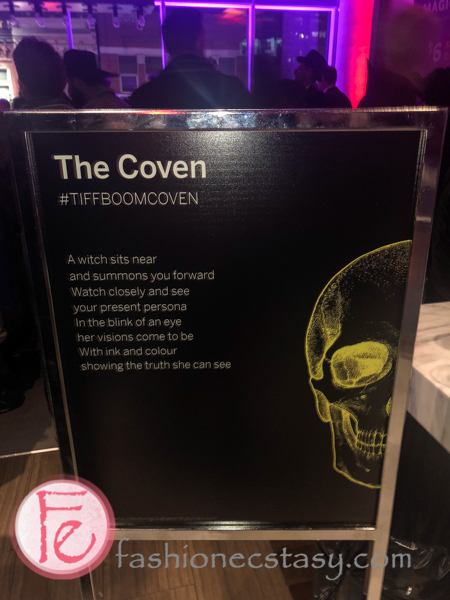 MAGI
$6
The Coven
#TIFFBOOMCOVEN
A witch sits near
and summons you forward
Watch closely and see
your present persona
In the blink of an eye
her visions come to be
With ink and colour
showing the truth she can see
Fe
fashionecstasy.com